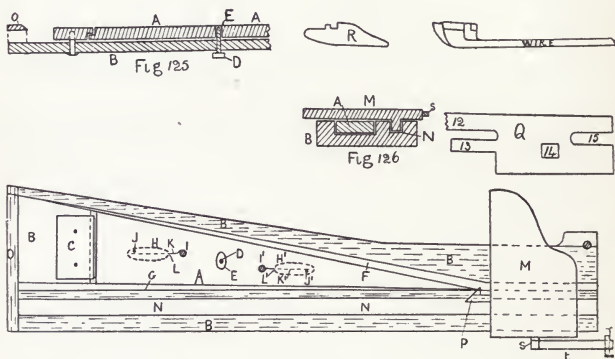 O A E A
B D
Fig 125
R
WIRE
A M S
B N
Fig 126
12 Q
13 14 15
B
O B C J H K I D I' H' B M
L E L' K' J' F
G A
N N
B P
S t T